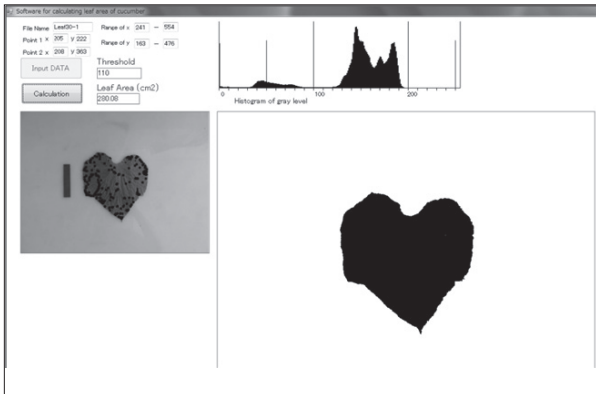 Software for calculating leaf area of cucumber
File Name Leaf30-1 Range of x 241 － 554
Point 1 x 205 y 222
Range of y 163 － 476
Point 2 x 208 y 363
Input DATA
Threshold
110
Calculation
Leaf Area (cm2)
280.08
0 100 200
Histogram of gray level